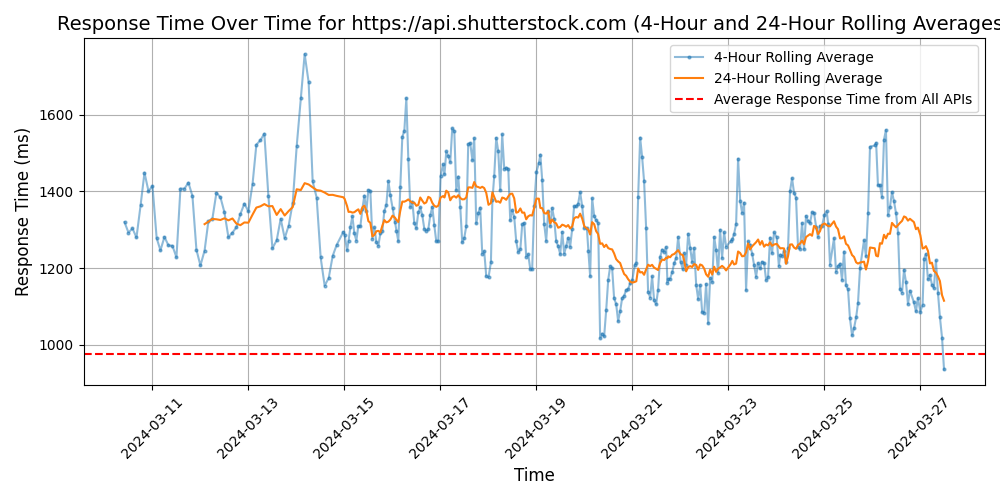 Response Time Over Time for https://api.shutterstock.com (4-Hour and 24-Hour Rolling Averages
4-Hour Rolling Average
24-Hour Rolling Average
Average Response Time from All APIs
Response Time (ms)
1600
1400
1200
1000
2024-03-11
2024-03-13
2024-03-15
2024-03-17
2024-03-19
2024-03-21
2024-03-23
2024-03-25
2024-03-27
Time